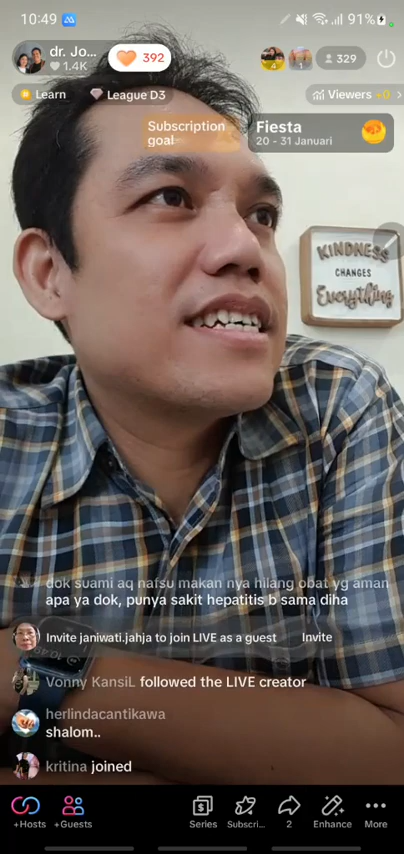 10:49
91%
dr. Jo...
1.4K
392
4
1
329
Learn
League D3
Viewers +0
Subscription
goal
Fiesta
20 - 31 Januari
KINDNESS
CHANGES
Everything
dok suami aq nafsu makan nya hilang obat yg aman
apa ya dok, punya sakit hepatitis b sama diha
Invite janiwati.jahja to join LIVE as a guest
Invite
Vonny KansiL followed the LIVE creator
herlindacantikawa
shalom..
kritina joined
+Hosts
+Guests
Series
Subscri...
2
Enhance
More